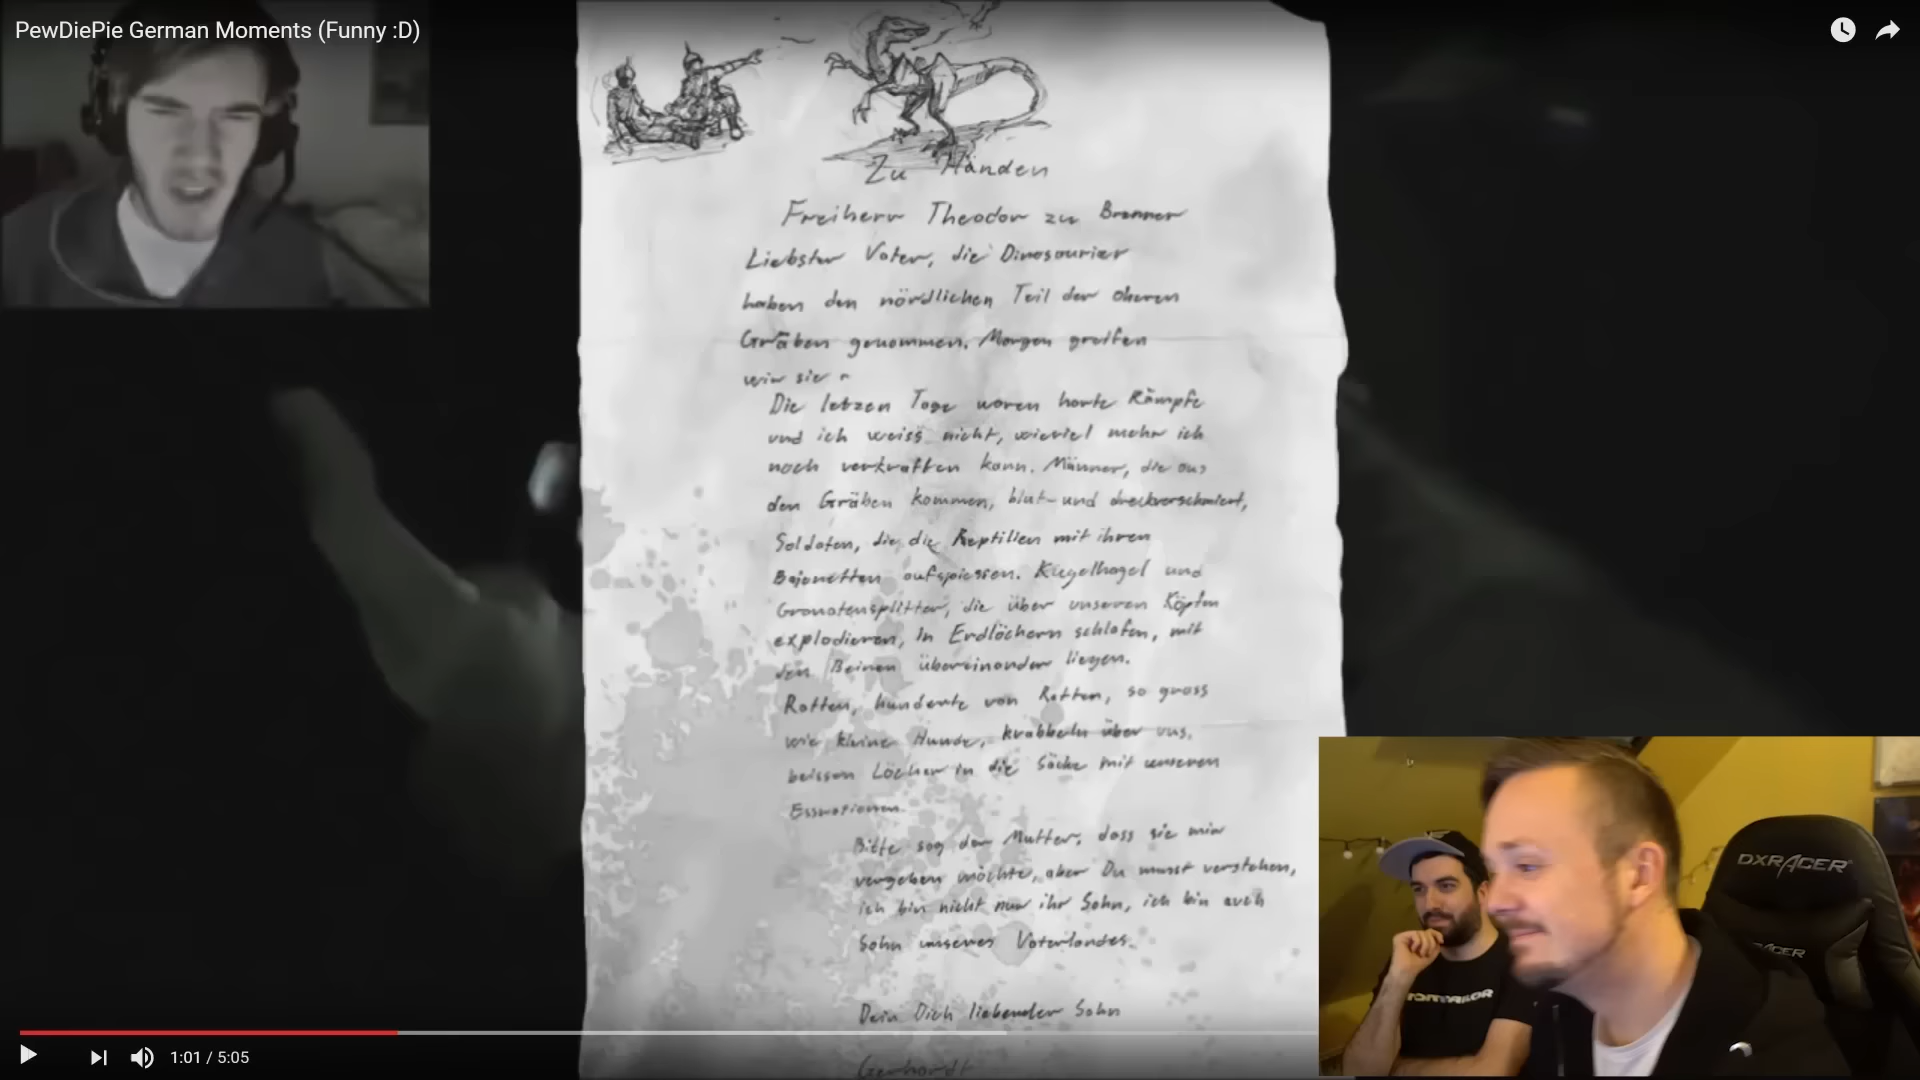 PewDiePie German Moments (Funny :D)
Zu Händen
Freiherr Theodor zu Brenner
Liebster Vater, die Dinosaurier
haben den nördlichen Teil der oberen
Gräben genommen. Morgen greifen
wir sie
Die letzen Tage waren harte Kämpfe
und ich weiss nicht, wieviel mehr ich
noch verkraften kann. Männer, die aus
den Gräben kommen, blut- und dreckverschmiert,
Soldaten, die die Reptilien mit ihren
Bajonetten aufspiessen. Kugelhagel und
Granatensplitter, die über unseren Köpfen
explodieren, in Erdlöchern schlafen, mit
den Beinen übereinander liegen.
Ratten, hunderte von Ratten, so gross
wie kleine Hunde, krabbeln über uns,
beissen Löcher in die Säcke mit unseren
Essrationen.
Bitte sag der Mutter, dass sie mir
vergeben möchte, aber Du musst verstehen,
ich bin nicht nur ihr Sohn, ich bin auch
Sohn unseres Vaterlandes.
Dein Dich liebender Sohn
Gerhardt
DXRACER
RACER
TOM TAILOR
1:01 / 5:05